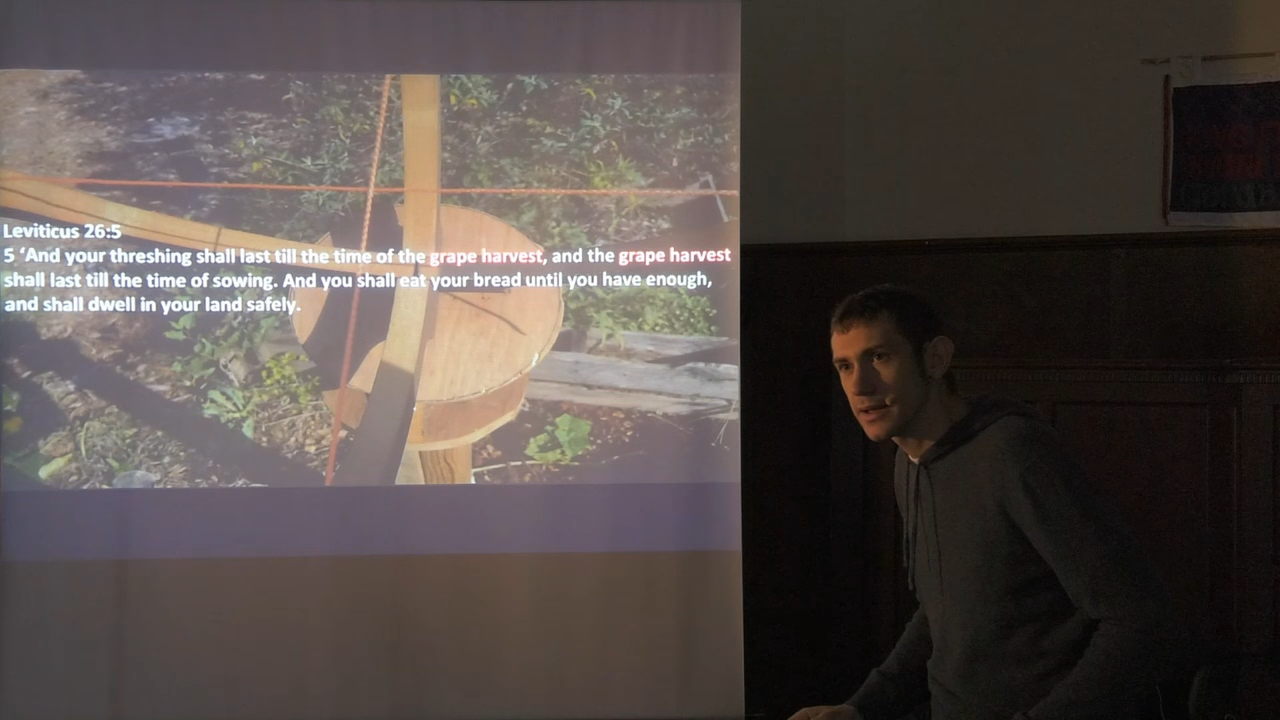 Leviticus 26:5
5 ‘And your threshing shall last till the time of the grape harvest, and the grape harvest
shall last till the time of sowing. And you shall eat your bread until you have enough,
and shall dwell in your land safely.